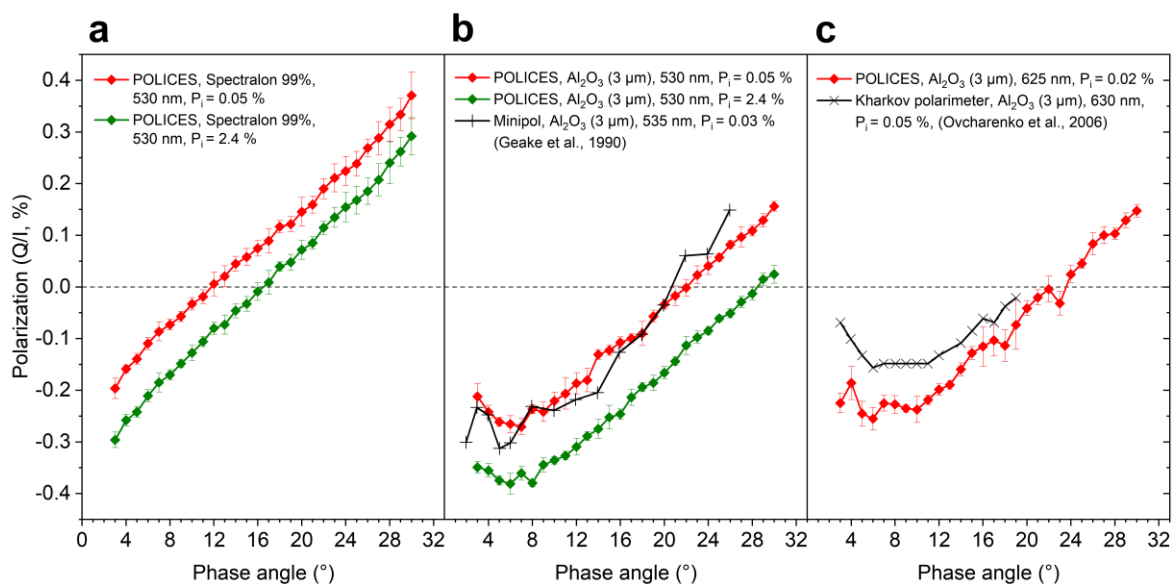 a
b
c
POLICES, Spectralon 99%,
530 nm, Pᵢ = 0.05 %
POLICES, Spectralon 99%,
530 nm, Pᵢ = 2.4 %
POLICES, Al₂O₃ (3 µm), 530 nm, Pᵢ = 0.05 %
POLICES, Al₂O₃ (3 µm), 530 nm, Pᵢ = 2.4 %
Minipol, Al₂O₃ (3 µm), 535 nm, Pᵢ = 0.03 %
(Geake et al., 1990)
POLICES, Al₂O₃ (3 µm), 625 nm, Pᵢ = 0.02 %
Kharkov polarimeter, Al₂O₃ (3 µm), 630 nm,
Pᵢ = 0.05 %, (Ovcharenko et al., 2006)
Polarization (Q/I, %)
0.4
0.3
0.2
0.1
0.0
-0.1
-0.2
-0.3
-0.4
0 4 8 12 16 20 24 28 32
4 8 12 16 20 24 28 32
4 8 12 16 20 24 28 32
Phase angle (°)
Phase angle (°)
Phase angle (°)